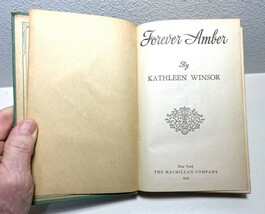 Forever Amber
By
KATHLEEN WINSOR
New York
THE MACMILLAN COMPANY